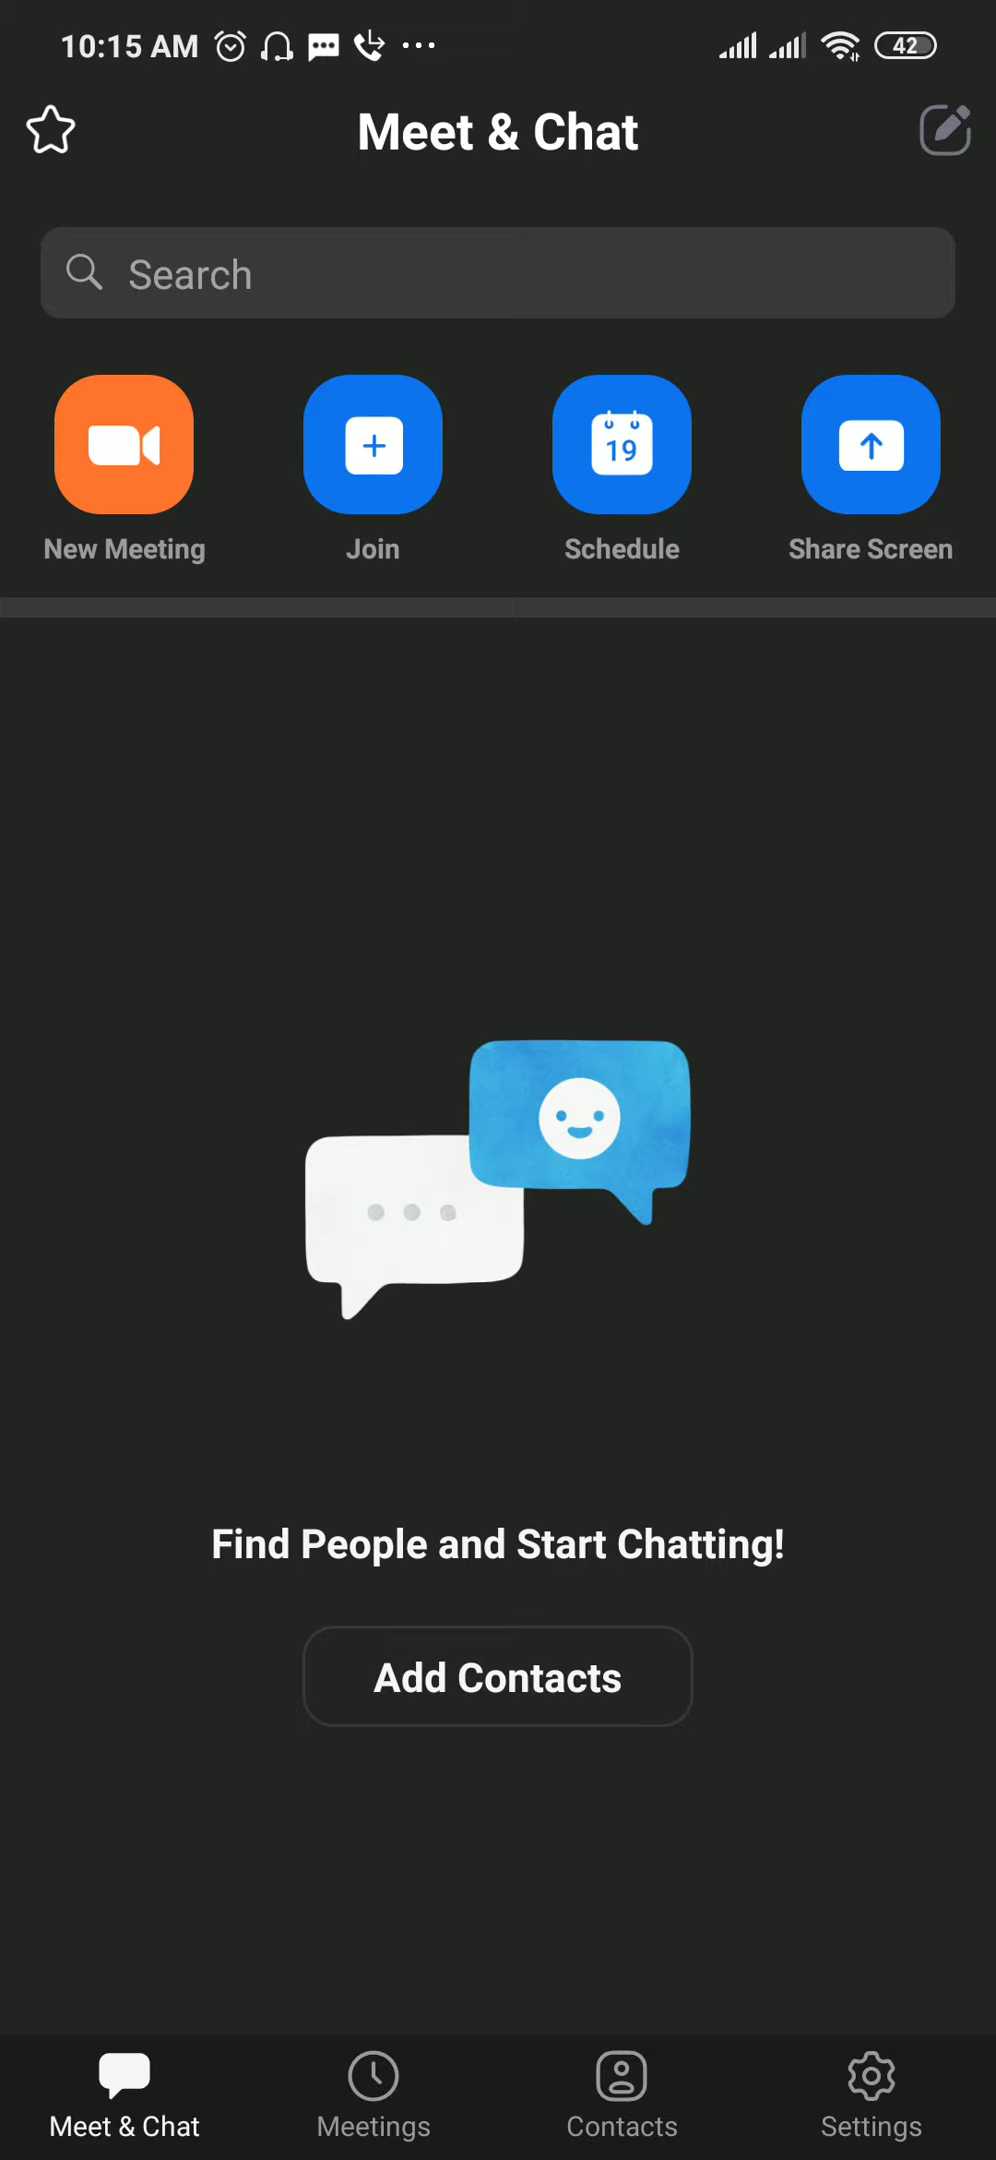 10:15 AM 42
Meet & Chat
Search
19
New Meeting Join Schedule Share Screen
Find People and Start Chatting!
Add Contacts
Meet & Chat Meetings Contacts Settings